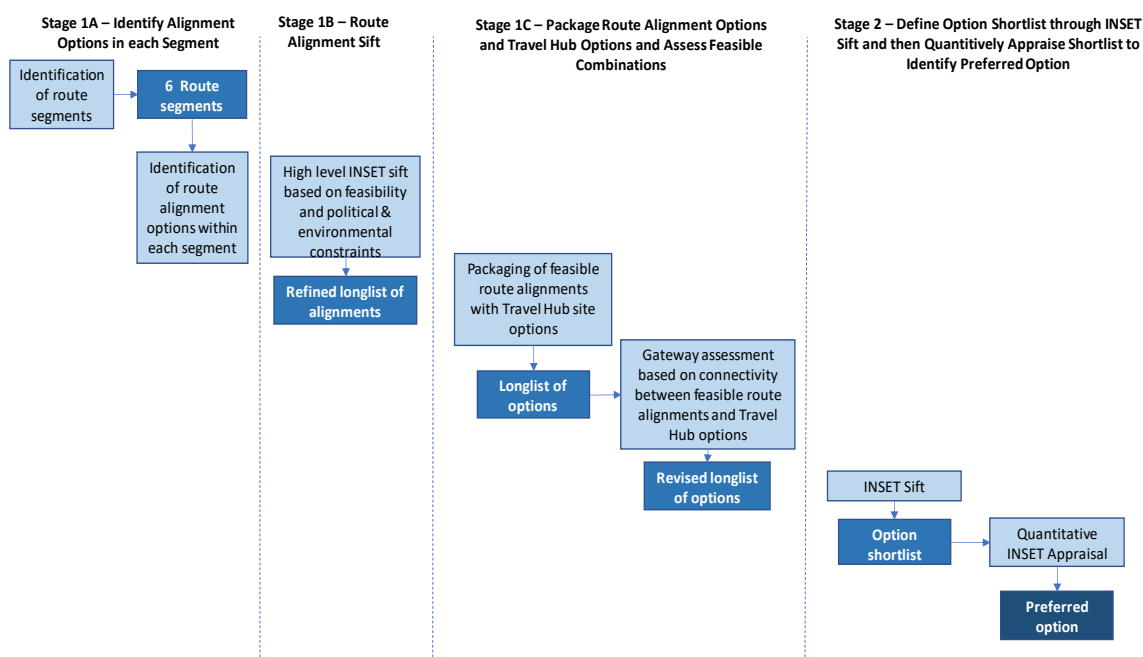 Stage 1A – Identify Alignment
Options in each Segment
Stage 1B – Route
Alignment Sift
Stage 1C – Package Route Alignment Options
and Travel Hub Options and Assess Feasible
Combinations
Stage 2 – Define Option Shortlist through INSET
Sift and then Quantitively Appraise Shortlist to
Identify Preferred Option
Identification
of route
segments
6 Route
segments
Identification
of route
alignment
options within
each segment
High level INSET sift
based on feasibility
and political &
environmental
constraints
Refined longlist of
alignments
Packaging of feasible
route alignments
with Travel Hub site
options
Longlist of
options
Gateway assessment
based on connectivity
between feasible route
alignments and Travel
Hub options
Revised longlist
of options
INSET Sift
Option
shortlist
Quantitative
INSET Appraisal
Preferred
option